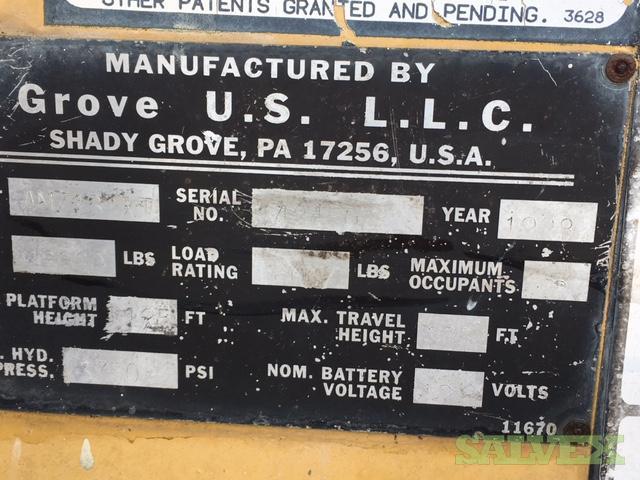 OTHER PATENTS GRANTED AND PENDING. 3628
MANUFACTURED BY
Grove U.S. L.L.C.
SHADY GROVE, PA 17256, U.S.A.
SERIAL NO. YEAR
LBS LOAD RATING LBS MAXIMUM OCCUPANTS
PLATFORM HEIGHT FT MAX. TRAVEL HEIGHT FT
HYD. PRESS. PSI NOM. BATTERY VOLTAGE VOLTS
11670
SALVEX